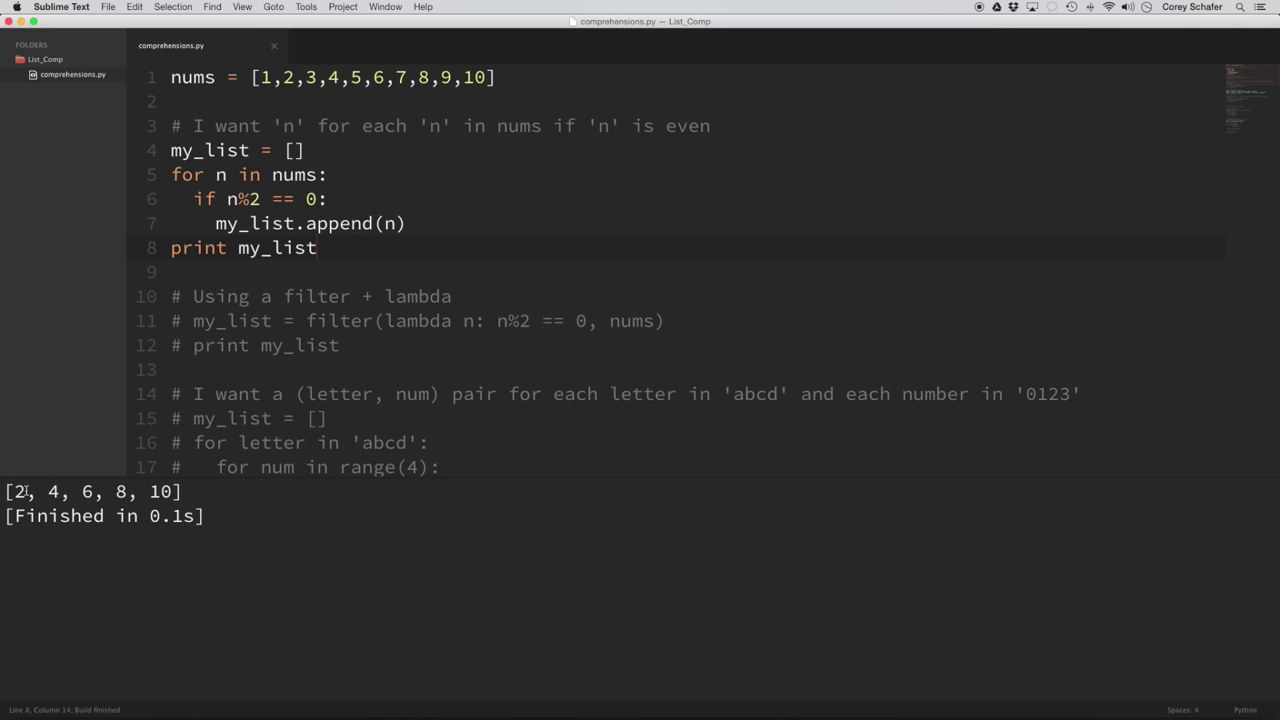 Sublime Text File Edit Selection Find View Goto Tools Project Window Help Corey Schafer
comprehensions.py — List_Comp
FOLDERS
List_Comp
comprehensions.py
comprehensions.py
1 nums = [1,2,3,4,5,6,7,8,9,10]
2
3 # I want 'n' for each 'n' in nums if 'n' is even
4 my_list = []
5 for n in nums:
6 if n%2 == 0:
7 my_list.append(n)
8 print my_list
9
10 # Using a filter + lambda
11 # my_list = filter(lambda n: n%2 == 0, nums)
12 # print my_list
13
14 # I want a (letter, num) pair for each letter in 'abcd' and each number in '0123'
15 # my_list = []
16 # for letter in 'abcd':
17 # for num in range(4):
[2, 4, 6, 8, 10]
[Finished in 0.1s]
Line 8, Column 14; Build finished Spaces: 4 Python